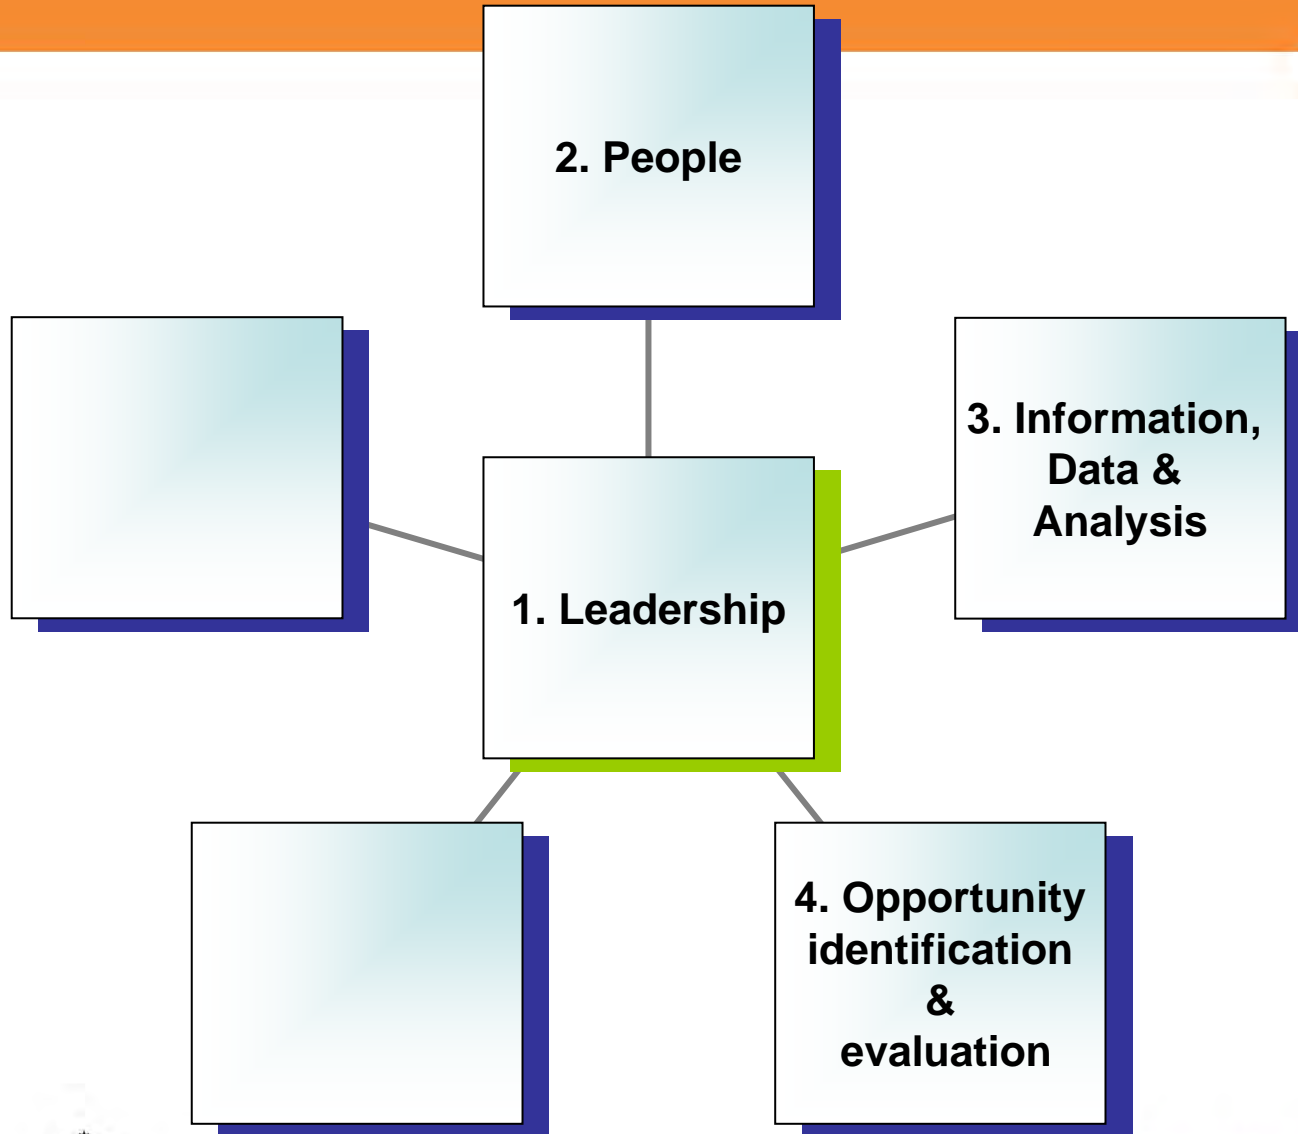 2. People
3. Information,
Data &
Analysis
1. Leadership
4. Opportunity
identification
&
evaluation